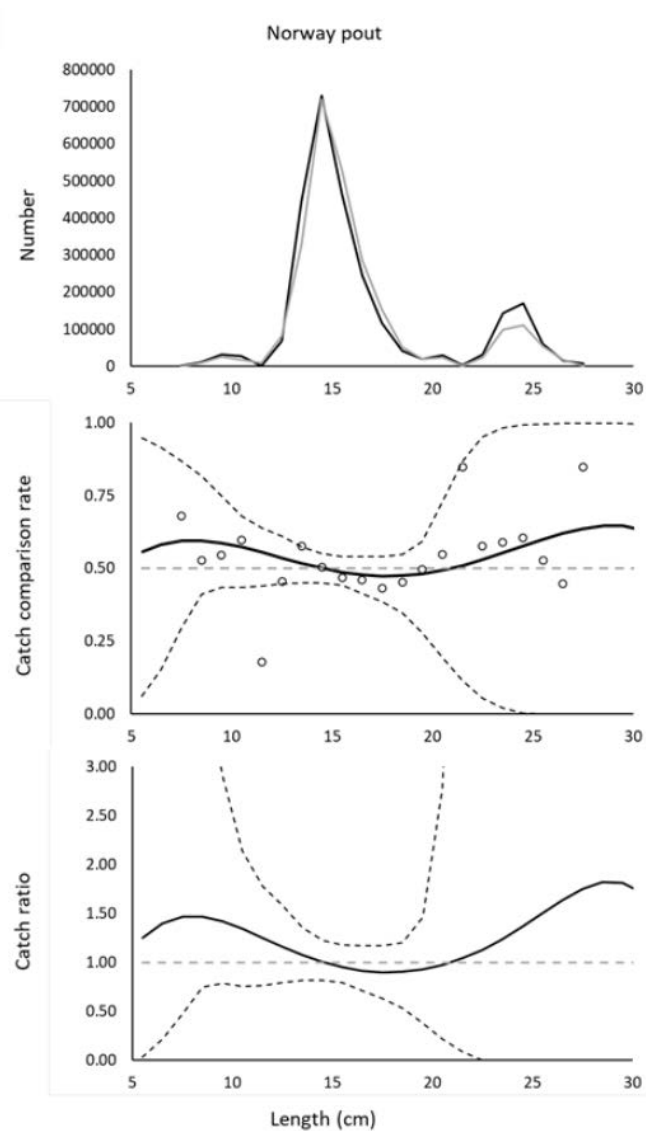 Norway pout
Number
800000
700000
600000
500000
400000
300000
200000
100000
0
5 10 15 20 25 30
Catch comparison rate
1.00
0.75
0.50
0.25
0.00
5 10 15 20 25 30
Catch ratio
3.00
2.50
2.00
1.50
1.00
0.50
0.00
5 10 15 20 25 30
Length (cm)